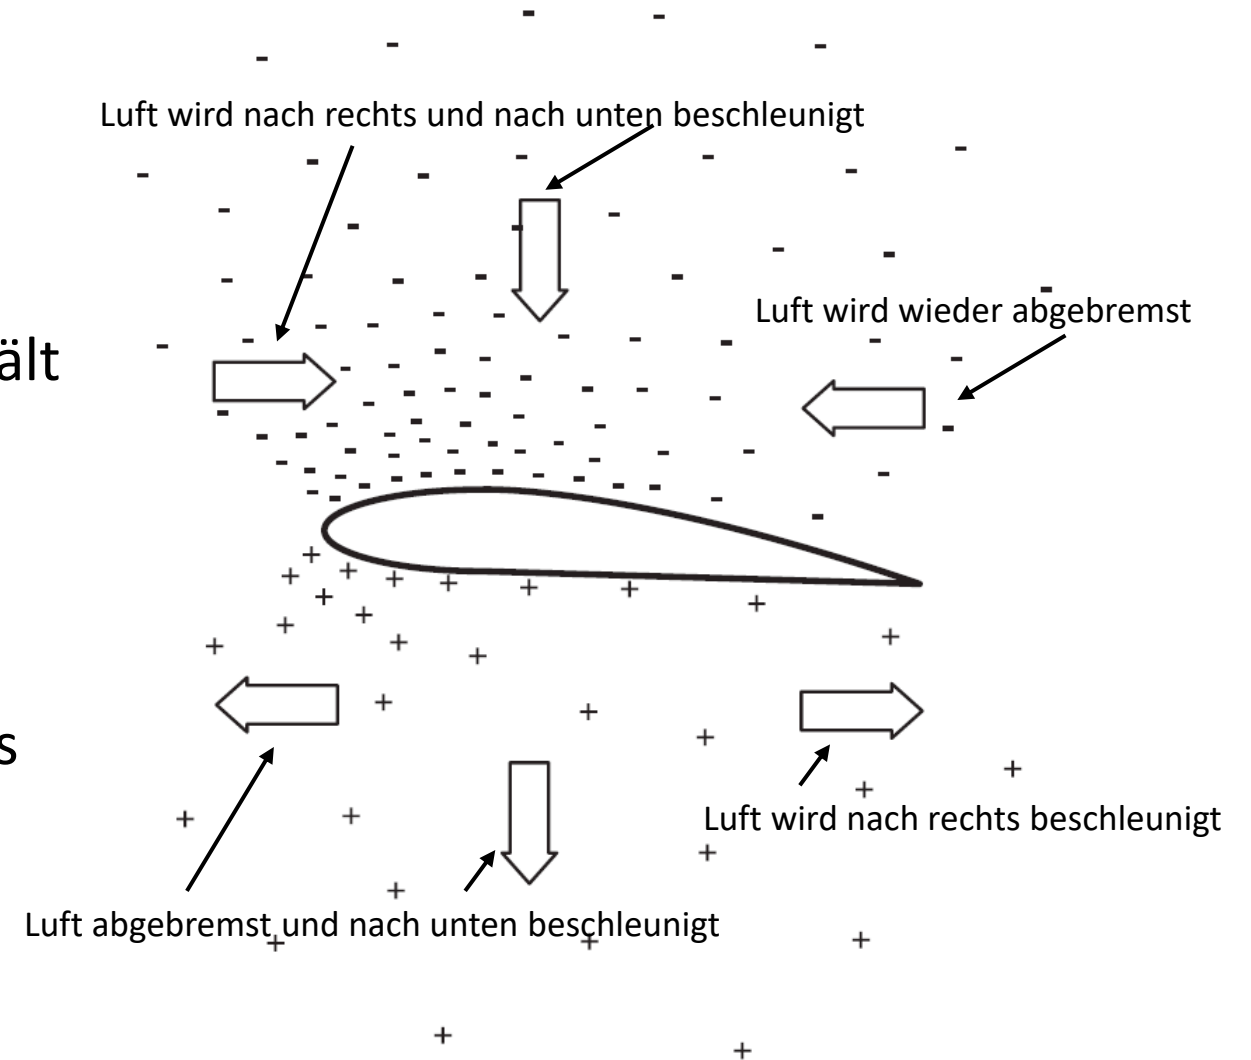 Luft wird nach rechts und nach unten beschleunigt
Luft wird wieder abgebremst
ält
s
Luft wird nach rechts beschleunigt
Luft abgebremst und nach unten beschleunigt